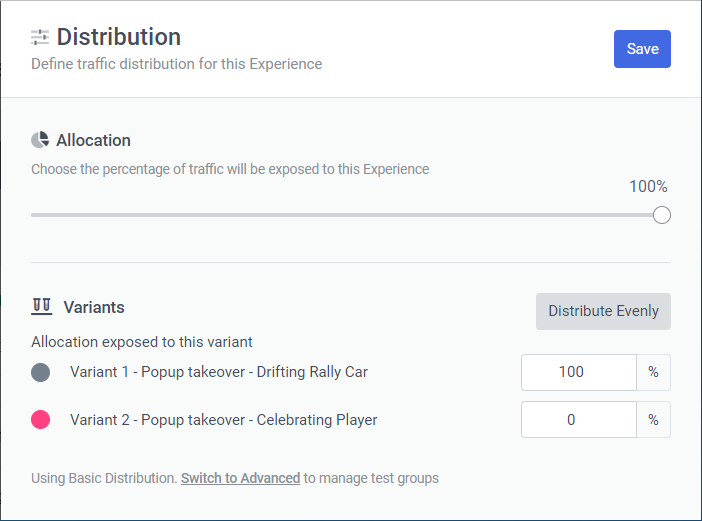 Distribution
Save
Define traffic distribution for this Experience
Allocation
Choose the percentage of traffic will be exposed to this Experience
100%
Variants
Distribute Evenly
Allocation exposed to this variant
Variant 1 - Popup takeover - Drifting Rally Car
100 %
Variant 2 - Popup takeover - Celebrating Player
0 %
Using Basic Distribution. Switch to Advanced to manage test groups